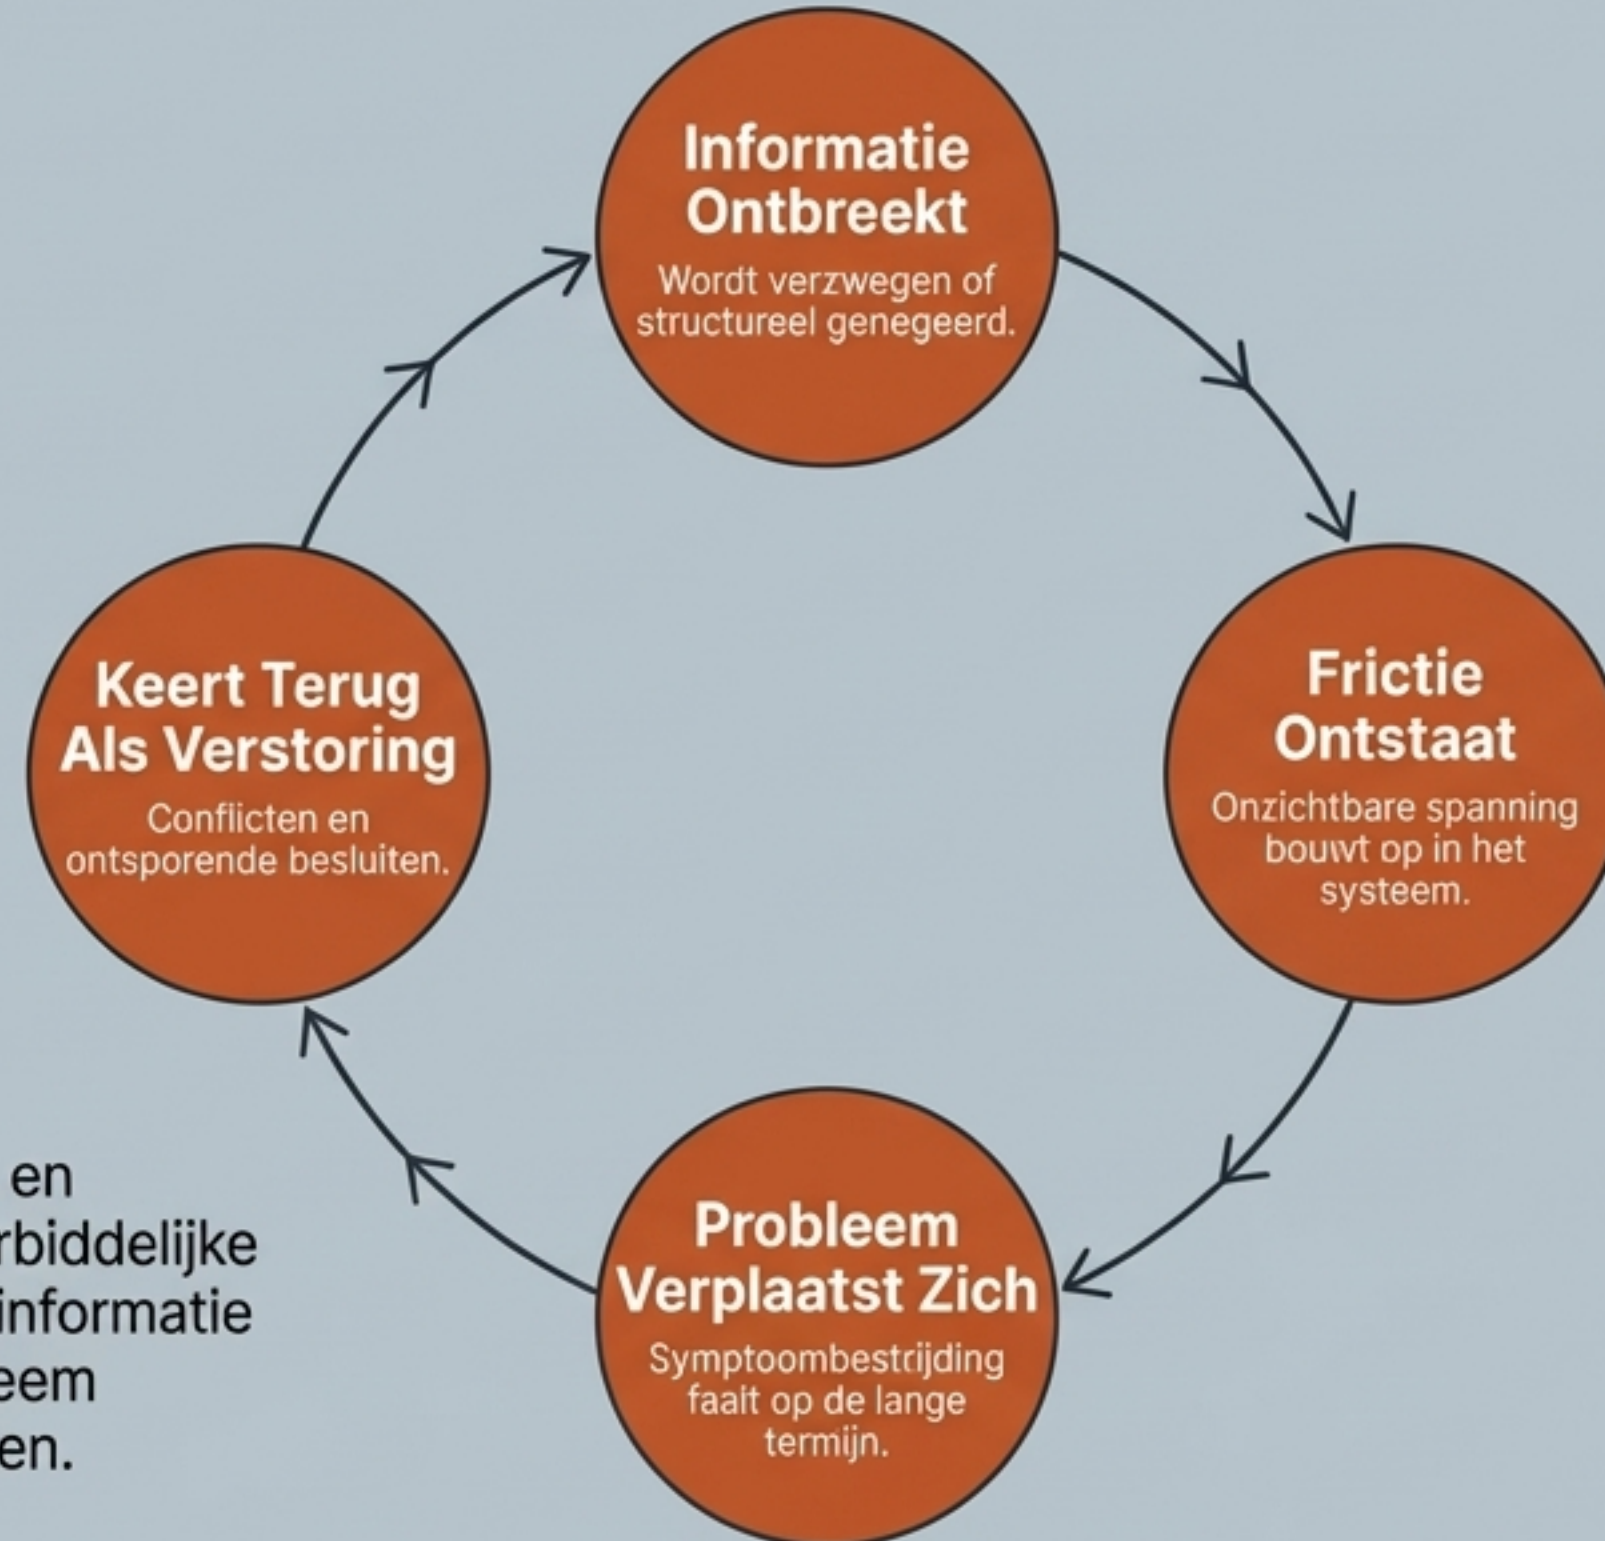 Informatie
Ontbreekt
Wordt verzwegen of
structureel genegeerd.
Frictie
Ontstaat
Onzichtbare spanning
bouwt op in het
systeem.
Probleem
Verplaatst Zich
Symptoombestrijding
faalt op de lange
termijn.
Keert Terug
Als Verstoring
Conflicten en
ontsporende besluiten.
en
informatie